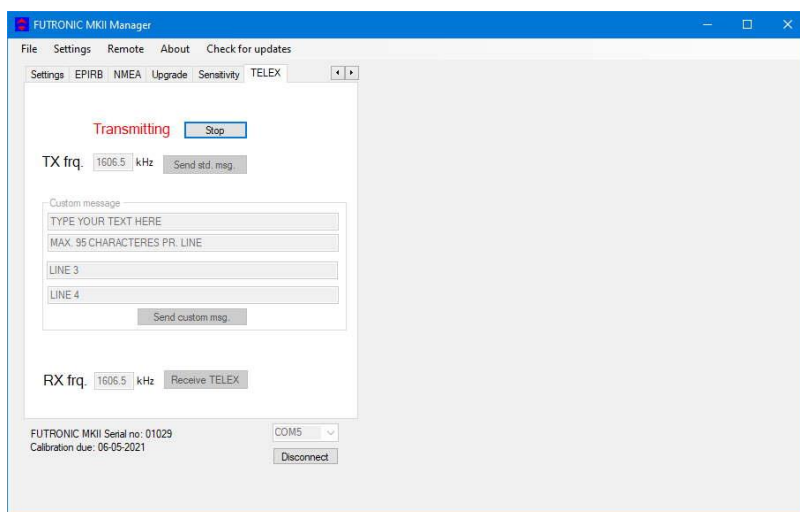 FUTRONIC MKII Manager
File Settings Remote About Check for updates
Settings EPIRB NMEA Upgrade Sensitivity TELEX
Transmitting Stop
TX frq. 1606.5 kHz Send std. msg.
Custom message
TYPE YOUR TEXT HERE
MAX. 95 CHARACTERES PR. LINE
LINE 3
LINE 4
Send custom msg.
RX frq. 1606.5 kHz Receive TELEX
FUTRONIC MKII Serial no: 01029 COM5
Calibration due: 06-05-2021
Disconnect